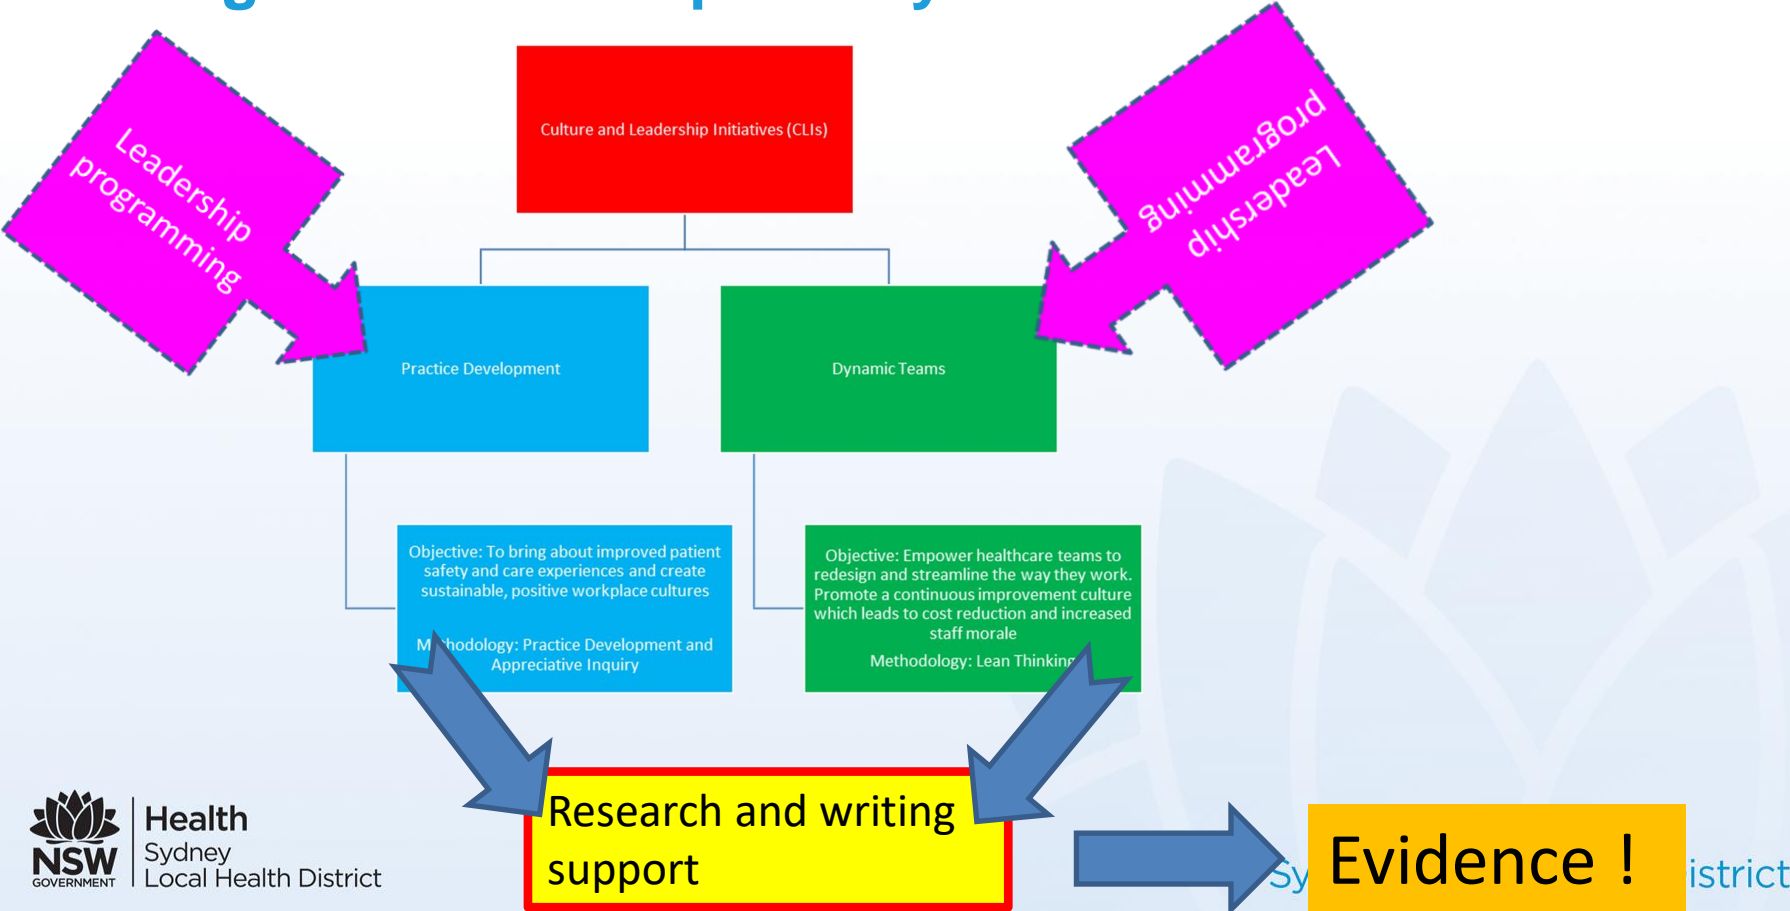 Culture and Leadership Initiatives (CLIs)
Leadership
programming
Leadership
programming
Practice Development
Dynamic Teams
Objective: To bring about improved patient
safety and care experiences and create
sustainable, positive workplace cultures
Methodology: Practice Development and
Appreciative Inquiry
Objective: Empower healthcare teams to
redesign and streamline the way they work.
Promote a continuous improvement culture
which leads to cost reduction and increased
staff morale
Methodology: Lean Thinking
Research and writing
support
Evidence !
NSW
GOVERNMENT
Health
Sydney
Local Health District